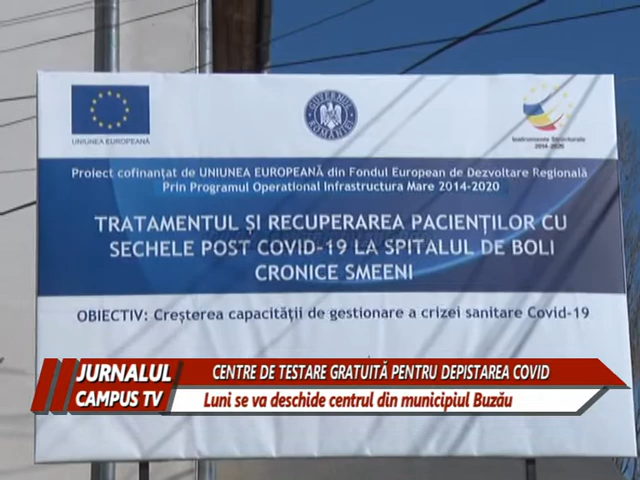 UNIUNEA EUROPEANĂ
GUVERNUL ROMÂNIEI
Instrumente Structurale
2014-2020
Proiect cofinanțat de UNIUNEA EUROPEANĂ din Fondul European de Dezvoltare Regională
Prin Programul Operational Infrastructura Mare 2014-2020
TRATAMENTUL ȘI RECUPERAREA PACIENȚILOR CU
SECHELE POST COVID-19 LA SPITALUL DE BOLI
CRONICE SMEENI
OBIECTIV: Creșterea capacității de gestionare a crizei sanitare Covid-19
JURNALUL
CAMPUS TV
CENTRE DE TESTARE GRATUITĂ PENTRU DEPISTAREA COVID
Luni se va deschide centrul din municipiul Buzău